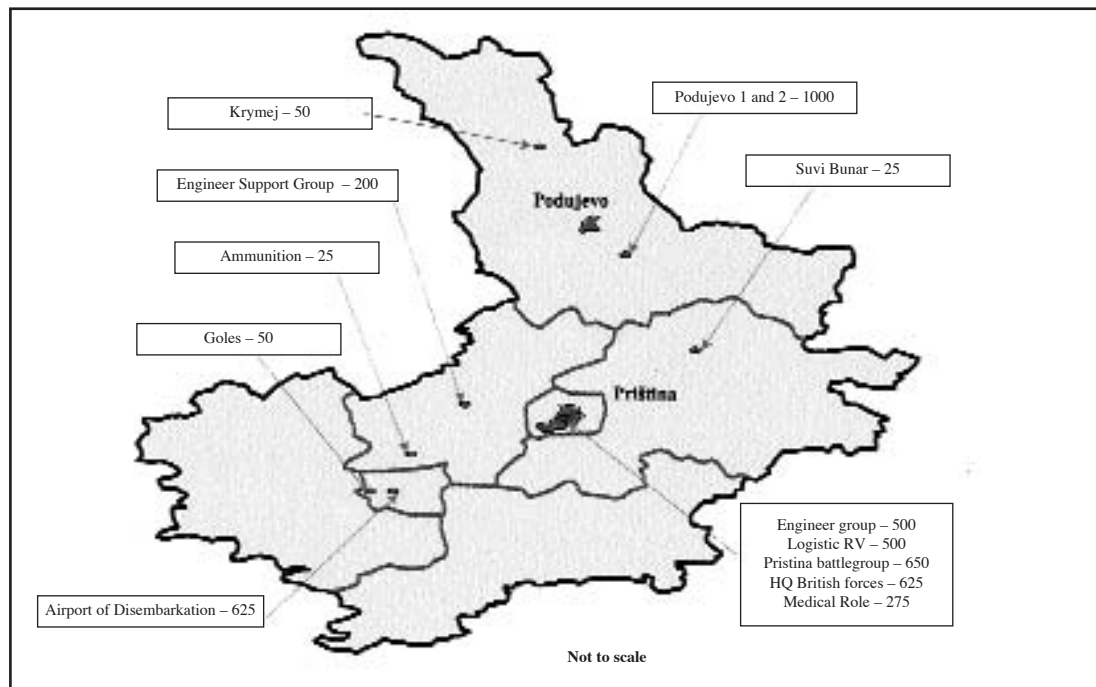 Krymej – 50
Podujevo 1 and 2 – 1000
Engineer Support Group – 200
Suvi Bunar – 25
Podujevo
Ammunition – 25
Goles – 50
Priština
Engineer group – 500
Logistic RV – 500
Pristina battlegroup – 650
HQ British forces – 625
Medical Role – 275
Airport of Disembarkation – 625
Not to scale